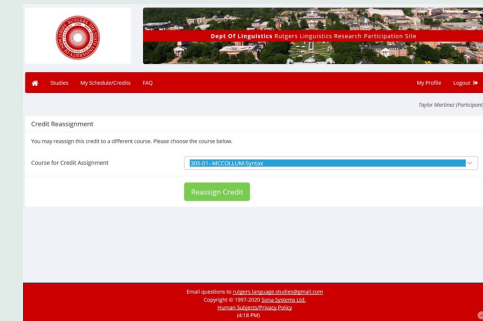 Dept Of Linguistics Rutgers Linguistics Research Participation Site
Studies My Schedule/Credits FAQ My Profile Logout
Taylor Martinez (Participant)
Credit Reassignment
You may reassign this credit to a different course. Please choose the course below.
Course for Credit Assignment 305-01--MCCOLLUM-Syntax
Reassign Credit
Email questions to rutgers.language.studies@gmail.com
Copyright © 1997-2020 Sona Systems Ltd.
Human Subjects/Privacy Policy
(4:18 PM)